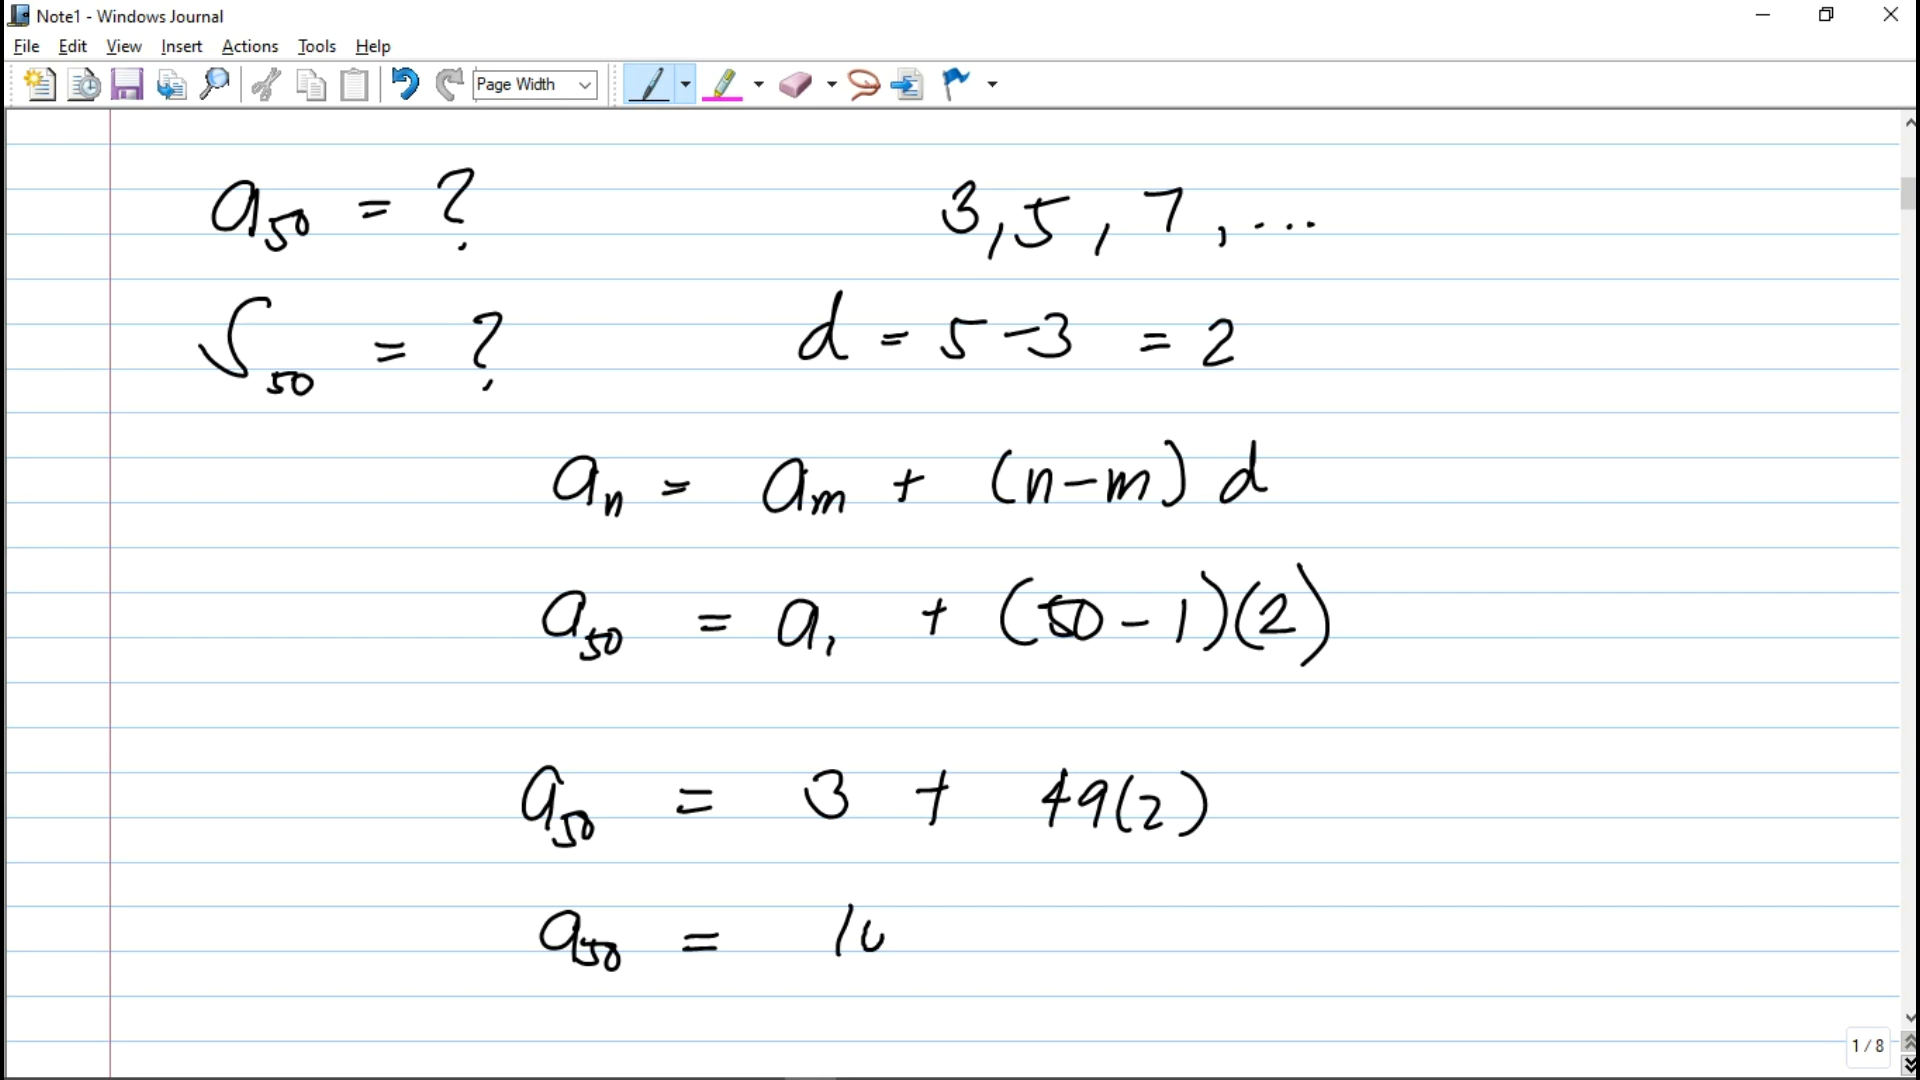 Note1 - Windows Journal
File Edit View Insert Actions Tools Help
Page Width
a₅₀ = ?
3, 5, 7, ...
S₅₀ = ?
d = 5 - 3 = 2
aₙ = aₘ + (n-m) d
a₅₀ = a₁ + (50 - 1)(2)
a₅₀ = 3 + 49(2)
a₅₀ = 10
1 / 8